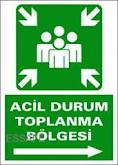 ACİL DURUM
TOPLANMA
BÖLGESİ